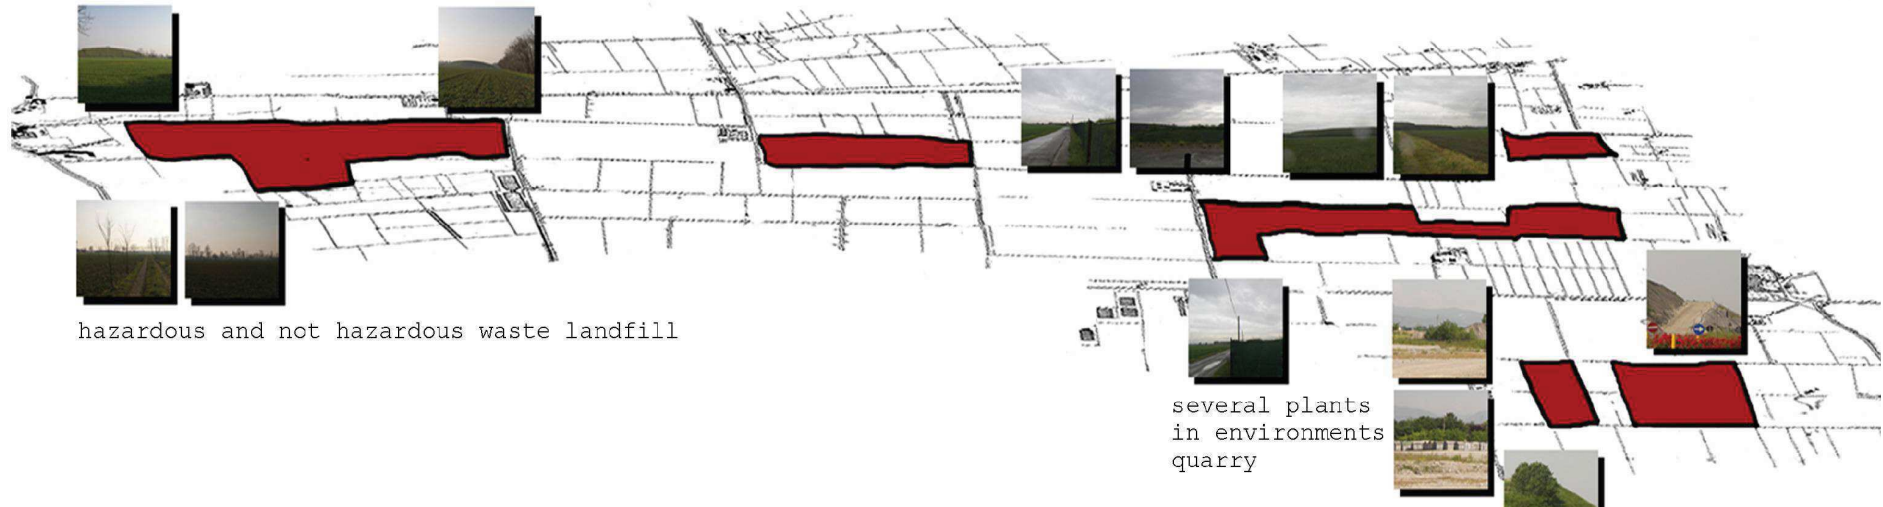 hazardous and not hazardous waste landfill
several plants
in environments
quarry